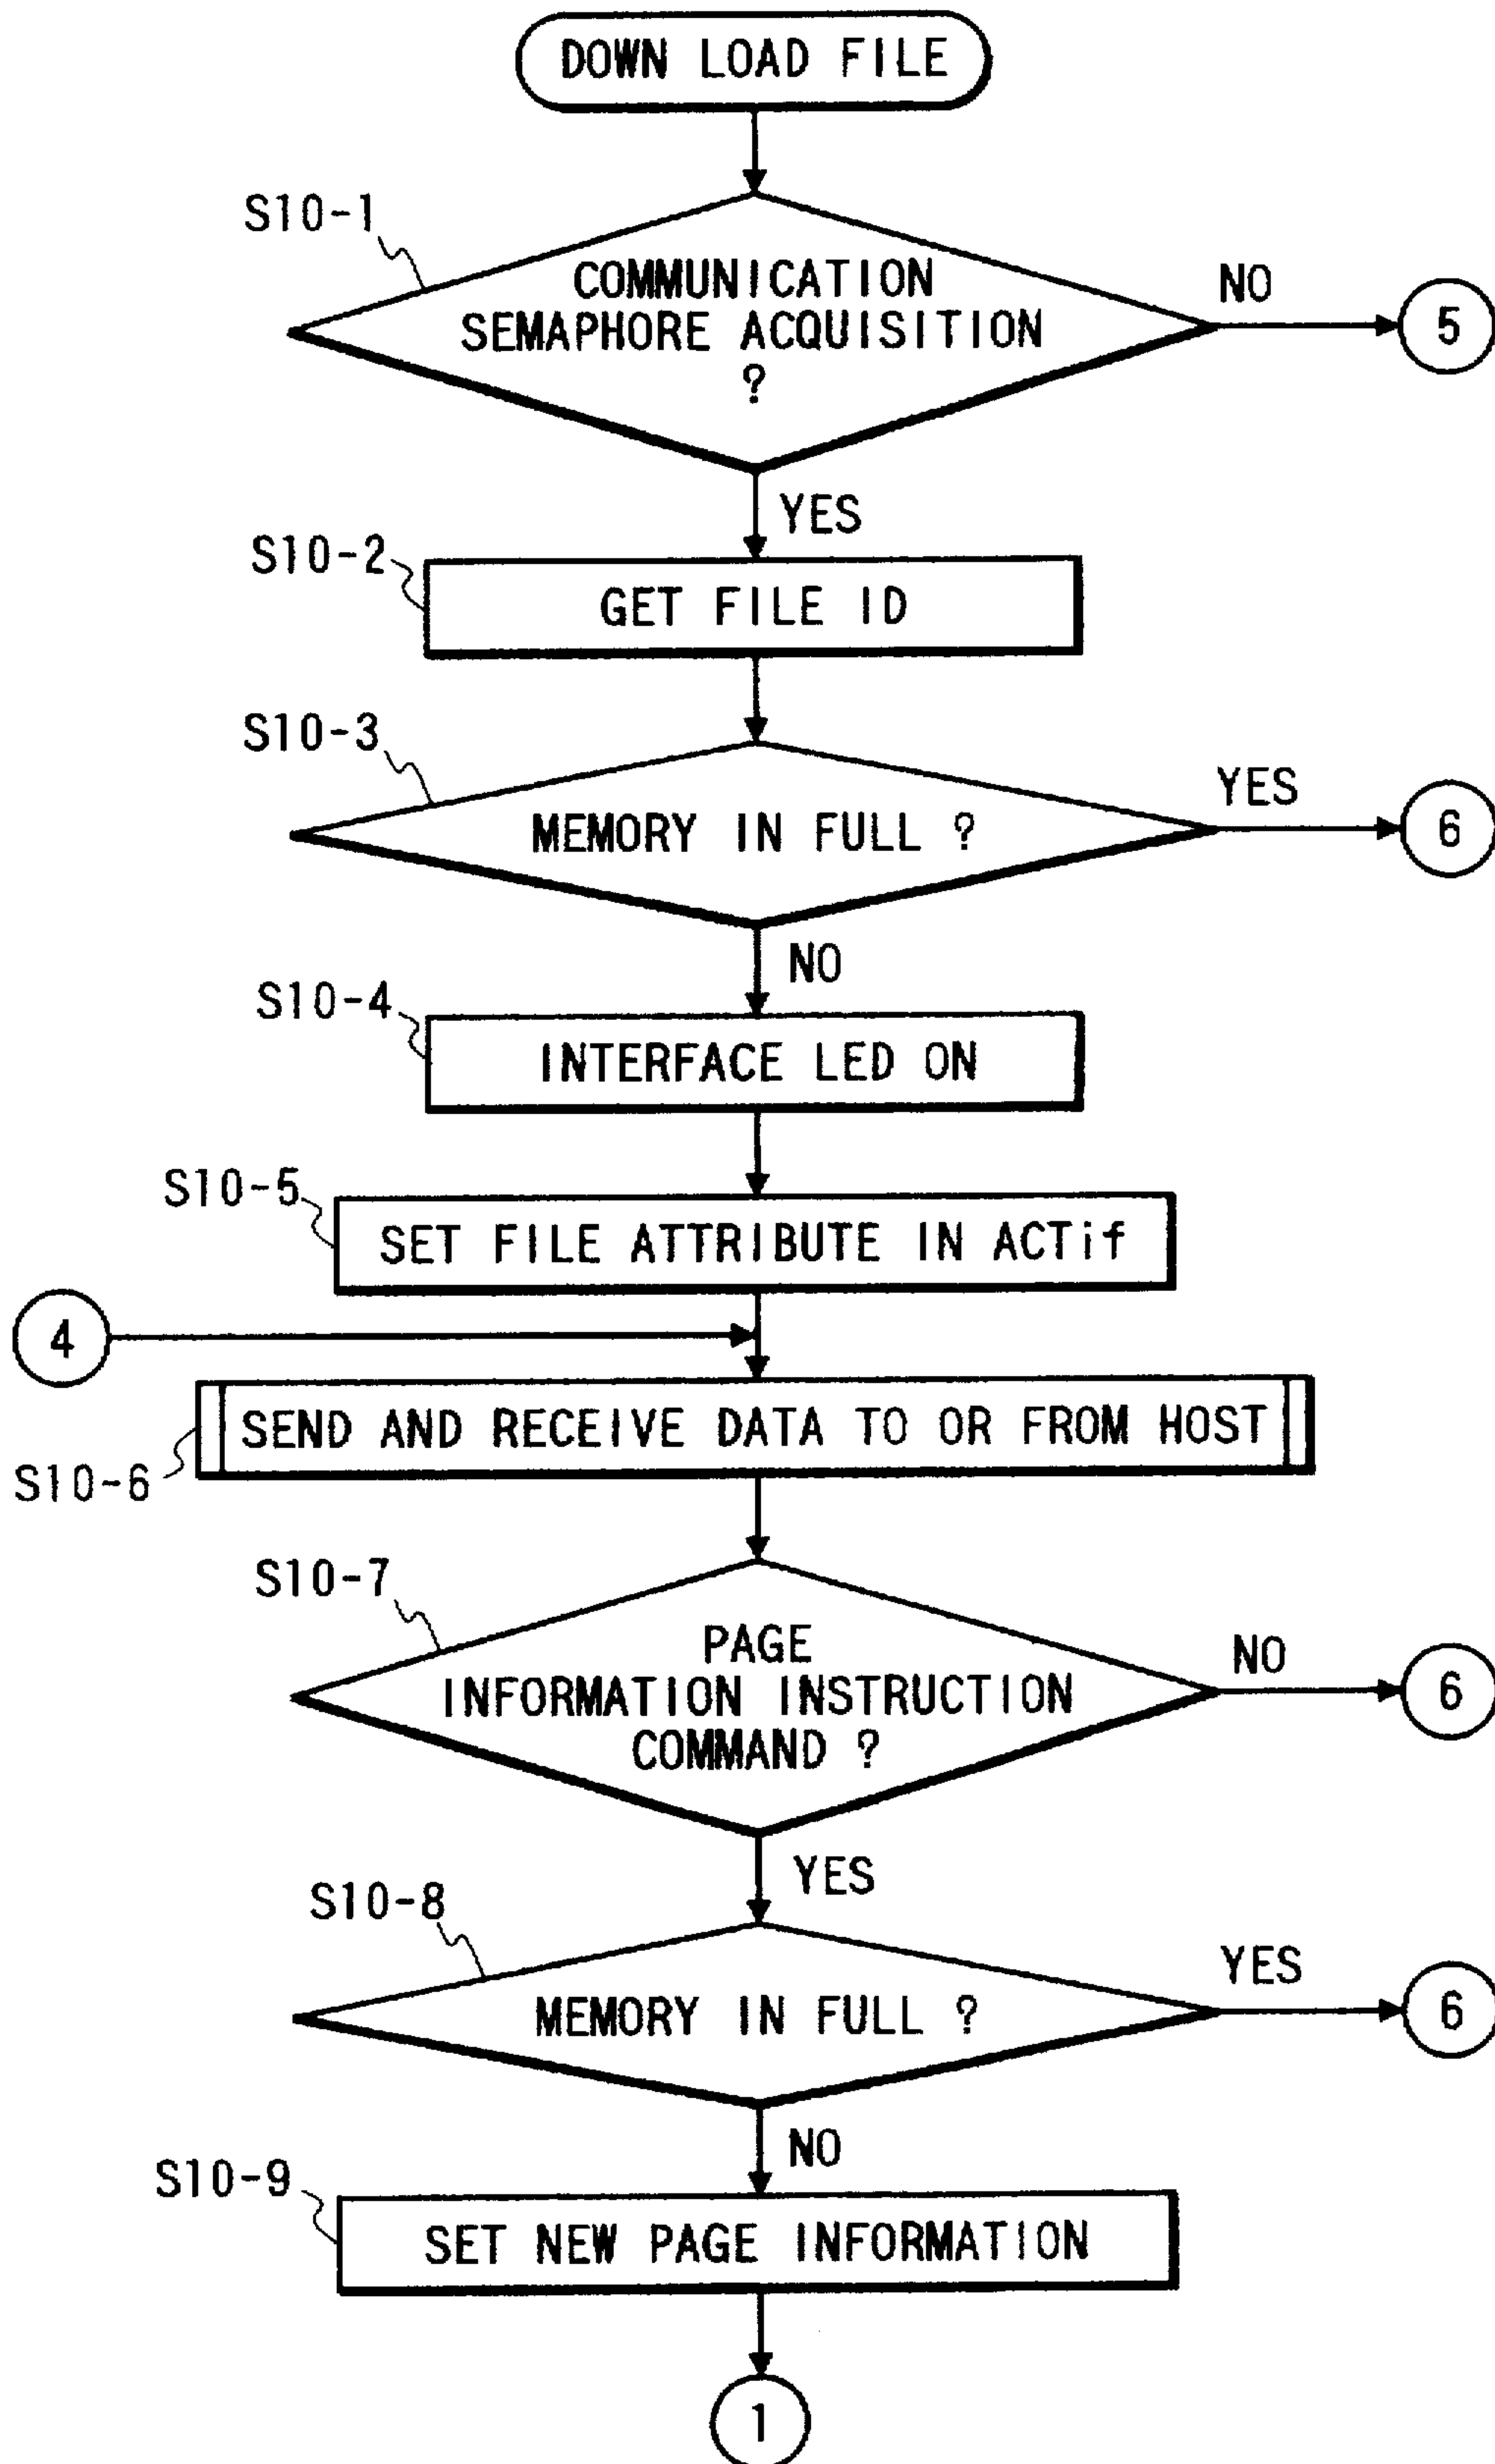 DOWN LOAD FILE
S10-1
COMMUNICATION
SEMAPHORE ACQUISITION
?
NO
5
YES
S10-2
GET FILE ID
S10-3
MEMORY IN FULL ?
YES
6
NO
S10-4
INTERFACE LED ON
S10-5
SET FILE ATTRIBUTE IN ACTif
4
SEND AND RECEIVE DATA TO OR FROM HOST
S10-6
S10-7
PAGE
INFORMATION INSTRUCTION
COMMAND ?
NO
6
YES
S10-8
MEMORY IN FULL ?
YES
6
NO
S10-9
SET NEW PAGE INFORMATION
1